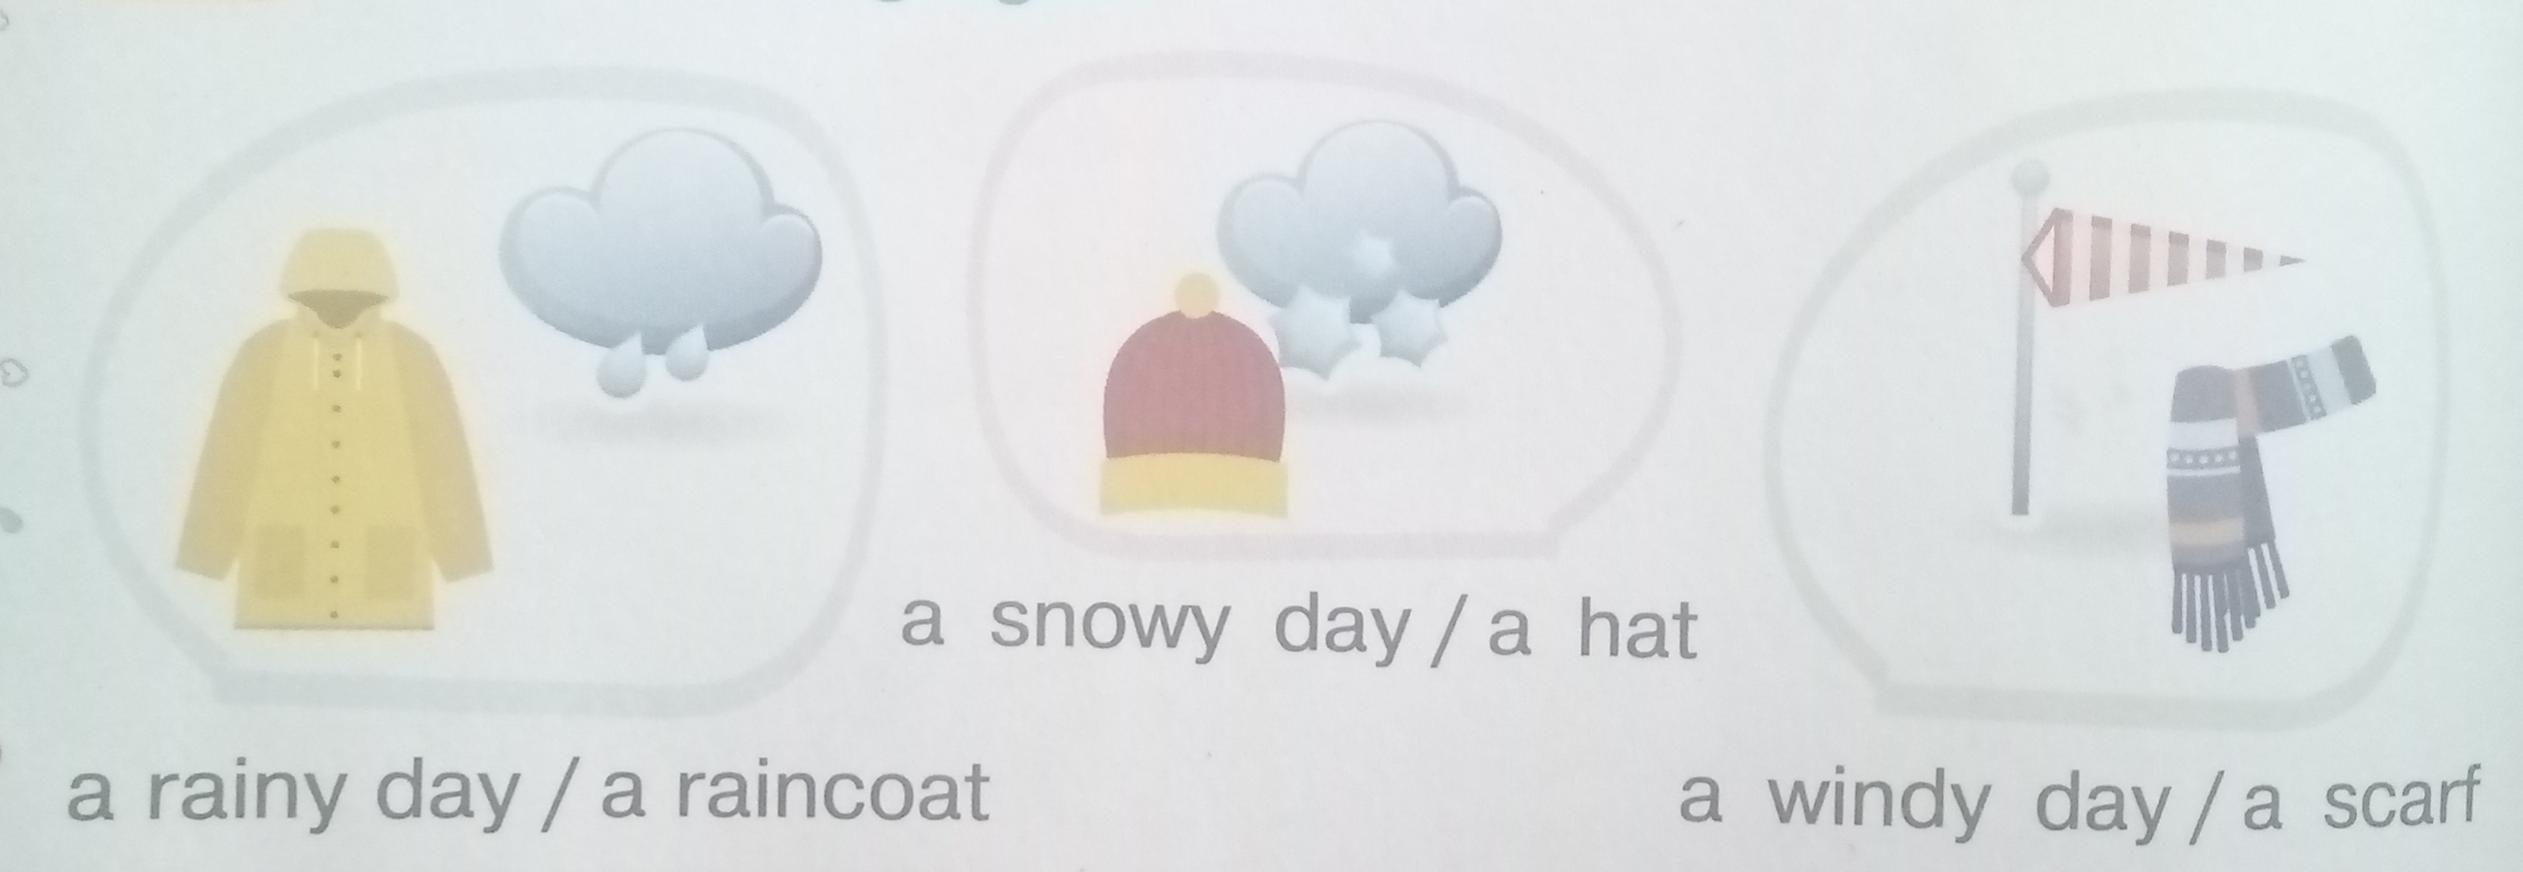 a snowy day / a hat
a rainy day / a raincoat
a windy day / a scarf